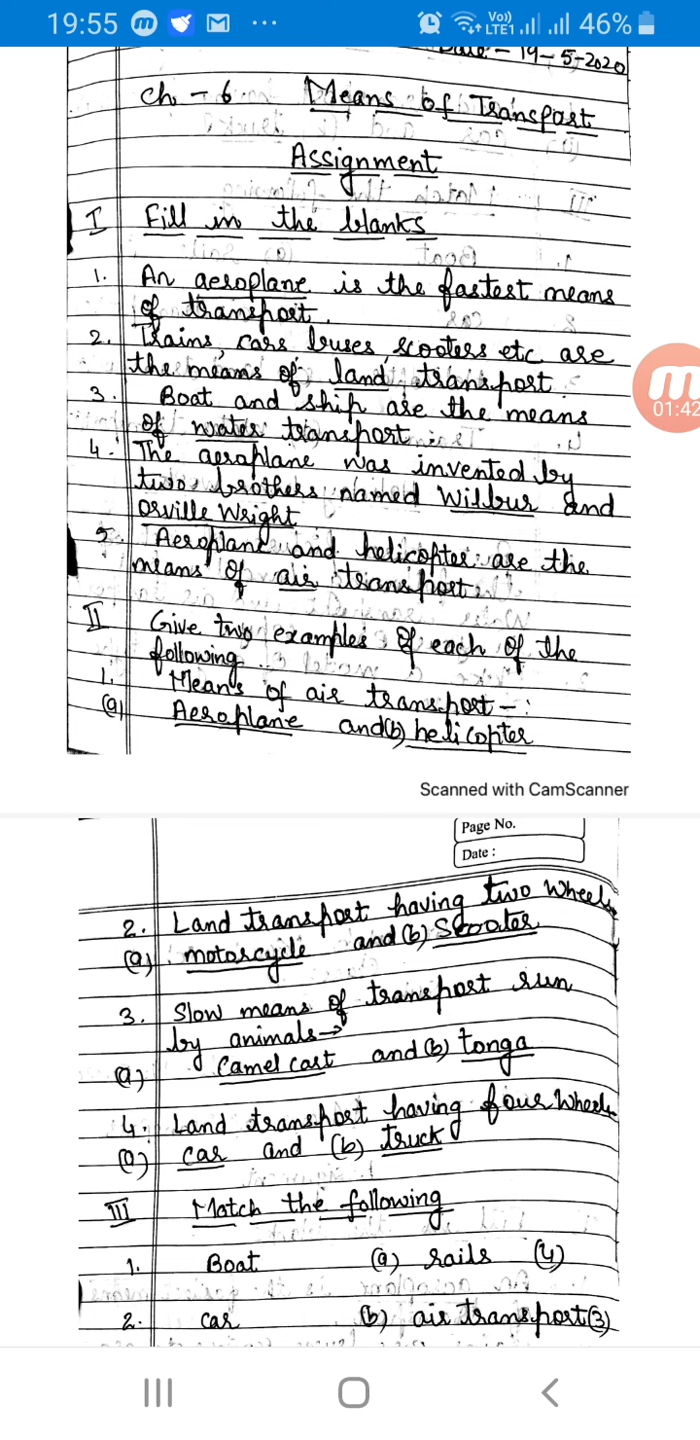 19:55 m ... Vo)) LTE1 46%
Date - 19-5-2020
Ch - 6 Means of Transport
Assignment
I Fill in the blanks
1. An aeroplane is the fastest means
of transport.
2. Trains, cars buses, scooters etc are
the means of land transport.
3. Boat and ship are the means
of water transport.
4. The aeroplane was invented by
two brothers named Wilbur and
Orville Wright
5. Aeroplane and helicopter are the
means of air transport.
II Give two examples of each of the
following.
1. Means of air transport - :
(a) Aeroplane and (b) helicopter
m
01:42
Scanned with CamScanner
Page No.
Date :
2. Land transport having two wheels
(a) motorcycle and (b) Scooter
3. Slow means of transport run
by animals→
(a) Camel cart and (b) tonga
4. Land transport having four wheels
(a) car and (b) truck
III Match the following
1. Boat (a) rails (4)
2. car (b) air transport (3)